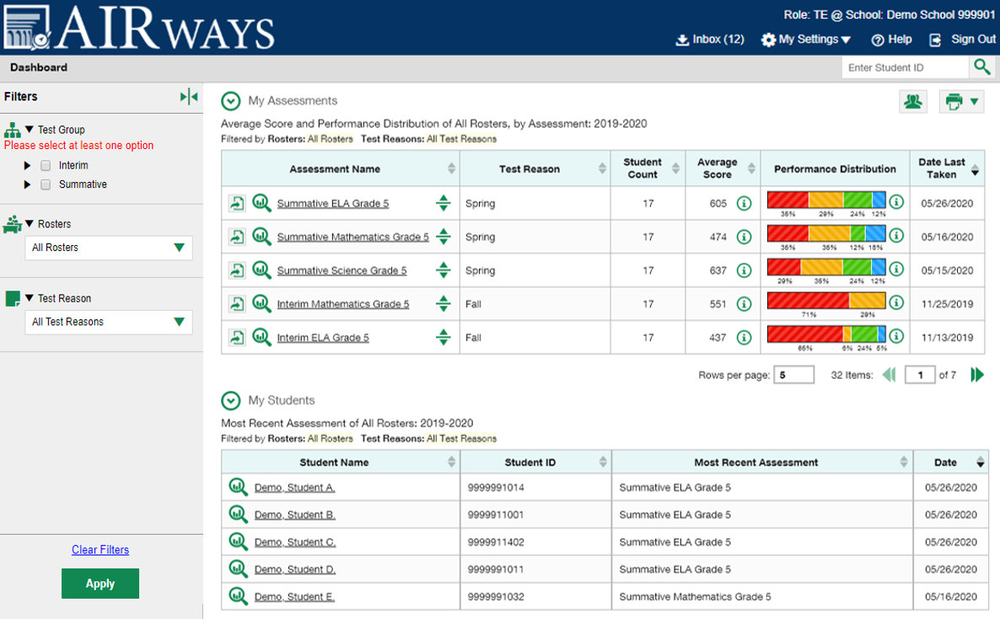 AIRWAYS
Role: TE @ School: Demo School 999901
Inbox (12) My Settings Help Sign Out
Dashboard
Enter Student ID
Filters
Test Group
Please select at least one option
Interim
Summative
Rosters
All Rosters
Test Reason
All Test Reasons
Clear Filters
Apply
My Assessments
Average Score and Performance Distribution of All Rosters, by Assessment: 2019-2020
Filtered by Rosters: All Rosters Test Reasons: All Test Reasons
Assessment Name Test Reason Student Count Average Score Performance Distribution Date Last Taken
Summative ELA Grade 5 Spring 17 605 36% 29% 24% 12% 05/26/2020
Summative Mathematics Grade 5 Spring 17 474 36% 36% 12% 18% 05/16/2020
Summative Science Grade 5 Spring 17 637 29% 36% 24% 12% 05/15/2020
Interim Mathematics Grade 5 Fall 17 551 71% 29% 11/25/2019
Interim ELA Grade 5 Fall 17 437 65% 6% 24% 5% 11/13/2019
Rows per page: 5 32 Items: 1 of 7
My Students
Most Recent Assessment of All Rosters: 2019-2020
Filtered by Rosters: All Rosters Test Reasons: All Test Reasons
Student Name Student ID Most Recent Assessment Date
Demo, Student A. 9999991014 Summative ELA Grade 5 05/26/2020
Demo, Student B. 9999911001 Summative ELA Grade 5 05/26/2020
Demo, Student C. 9999911402 Summative ELA Grade 5 05/26/2020
Demo, Student D. 9999991011 Summative ELA Grade 5 05/26/2020
Demo, Student E. 9999991032 Summative Mathematics Grade 5 05/16/2020